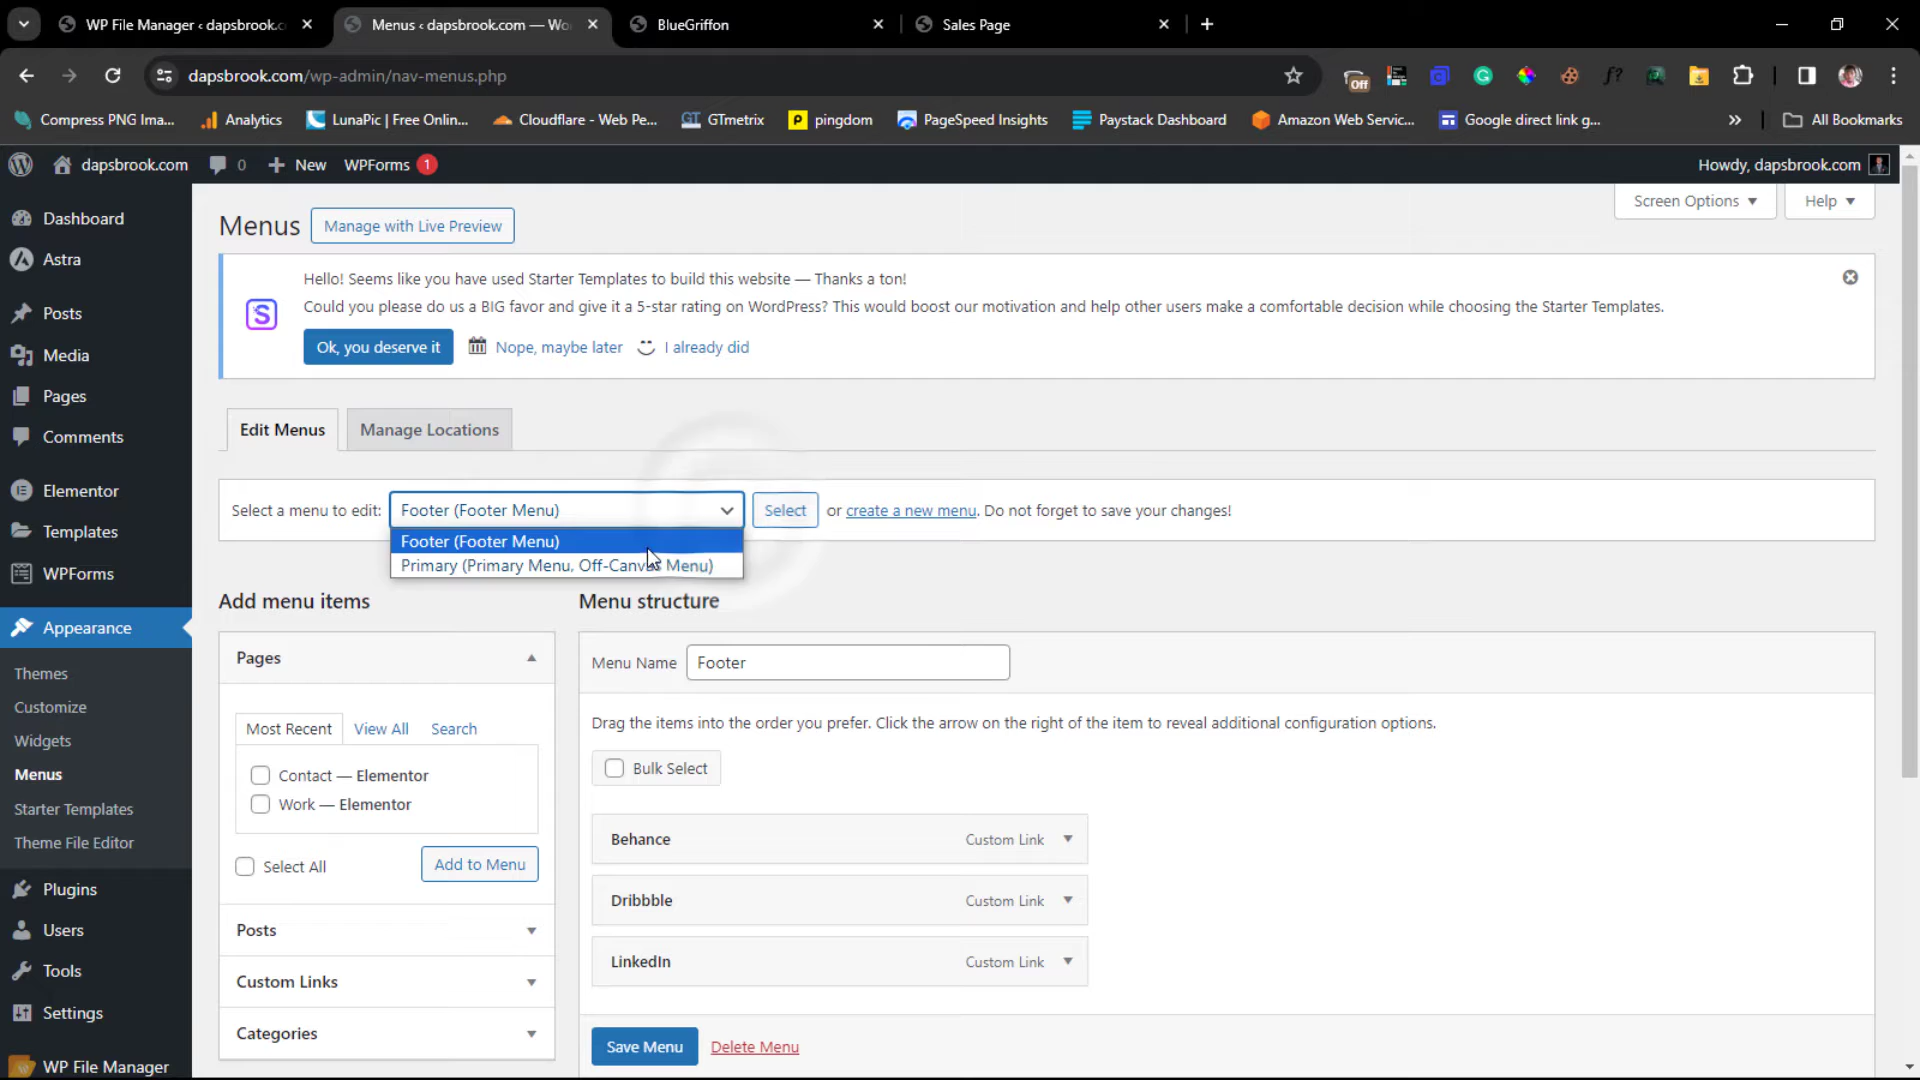 WP File Manager ‹ dapsbrook.c
Menus ‹ dapsbrook.com — Wo
BlueGriffon
Sales Page
dapsbrook.com/wp-admin/nav-menus.php
Off
Compress PNG Ima...
Analytics
LunaPic | Free Onlin...
Cloudflare - Web Pe...
GTmetrix
pingdom
PageSpeed Insights
Paystack Dashboard
Amazon Web Servic...
Google direct link g...
»
All Bookmarks
dapsbrook.com
0
New
WPForms 1
Howdy, dapsbrook.com
Dashboard
Astra
Posts
Media
Pages
Comments
Elementor
Templates
WPForms
Appearance
Themes
Customize
Widgets
Menus
Starter Templates
Theme File Editor
Plugins
Users
Tools
Settings
WP File Manager
Screen Options
Help
Menus
Manage with Live Preview
Hello! Seems like you have used Starter Templates to build this website — Thanks a ton!
Could you please do us a BIG favor and give it a 5-star rating on WordPress? This would boost our motivation and help other users make a comfortable decision while choosing the Starter Templates.
Ok, you deserve it
Nope, maybe later
I already did
Edit Menus
Manage Locations
Select a menu to edit: Footer (Footer Menu) Select or create a new menu. Do not forget to save your changes!
Footer (Footer Menu)
Primary (Primary Menu, Off-Canvas Menu)
Add menu items
Pages
Most Recent
View All
Search
Contact — Elementor
Work — Elementor
Select All
Add to Menu
Posts
Custom Links
Categories
Menu structure
Menu Name Footer
Drag the items into the order you prefer. Click the arrow on the right of the item to reveal additional configuration options.
Bulk Select
Behance Custom Link
Dribbble Custom Link
LinkedIn Custom Link
Save Menu
Delete Menu